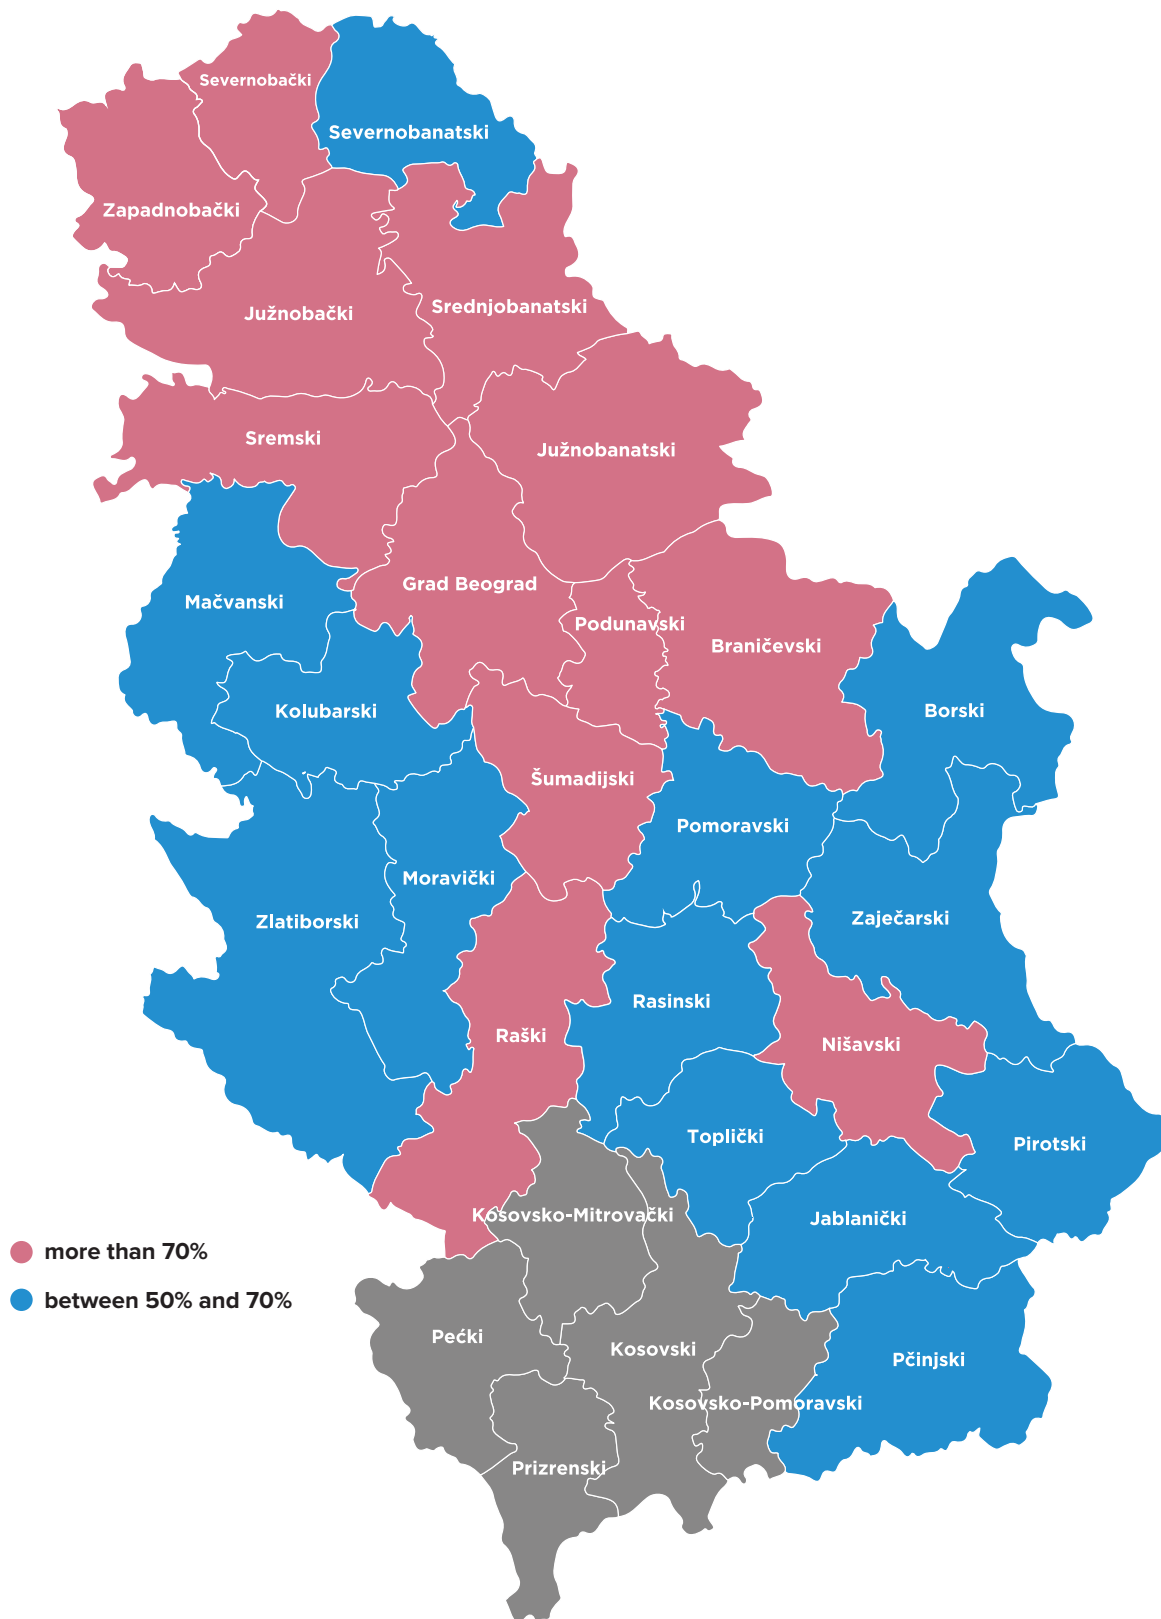 Severnobački
Severnobanatski
Zapadnobački
Srednjobanatski
Južnobački
Sremski
Južnobanatski
Grad Beograd
Mačvanski
Podunavski
Braničevski
Kolubarski
Borski
Šumadijski
Pomoravski
Moravički
Zlatiborski
Zaječarski
Rasinski
Raški
Nišavski
Toplički
Pirotski
Kosovsko-Mitrovački
Jablanički
more than 70%
between 50% and 70%
Pećki
Kosovski
Pčinjski
Kosovsko-Pomoravski
Prizrenski